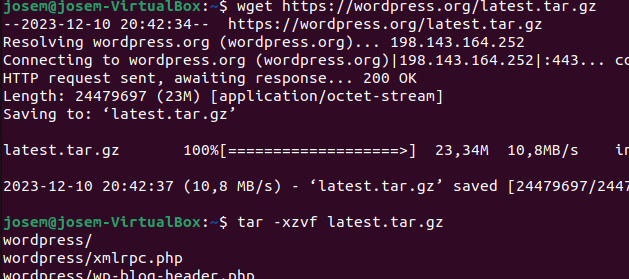 josem@josem-VirtualBox:~$ wget https://wordpress.org/latest.tar.gz
--2023-12-10 20:42:34--  https://wordpress.org/latest.tar.gz
Resolving wordpress.org (wordpress.org)... 198.143.164.252
Connecting to wordpress.org (wordpress.org)|198.143.164.252|:443... co
HTTP request sent, awaiting response... 200 OK
Length: 24479697 (23M) [application/octet-stream]
Saving to: ‘latest.tar.gz’
latest.tar.gz       100%[===================>]  23,34M  10,8MB/s    in
2023-12-10 20:42:37 (10,8 MB/s) - ‘latest.tar.gz’ saved [24479697/2447
josem@josem-VirtualBox:~$ tar -xzvf latest.tar.gz
wordpress/
wordpress/xmlrpc.php
wordpress/wp-blog-header.php